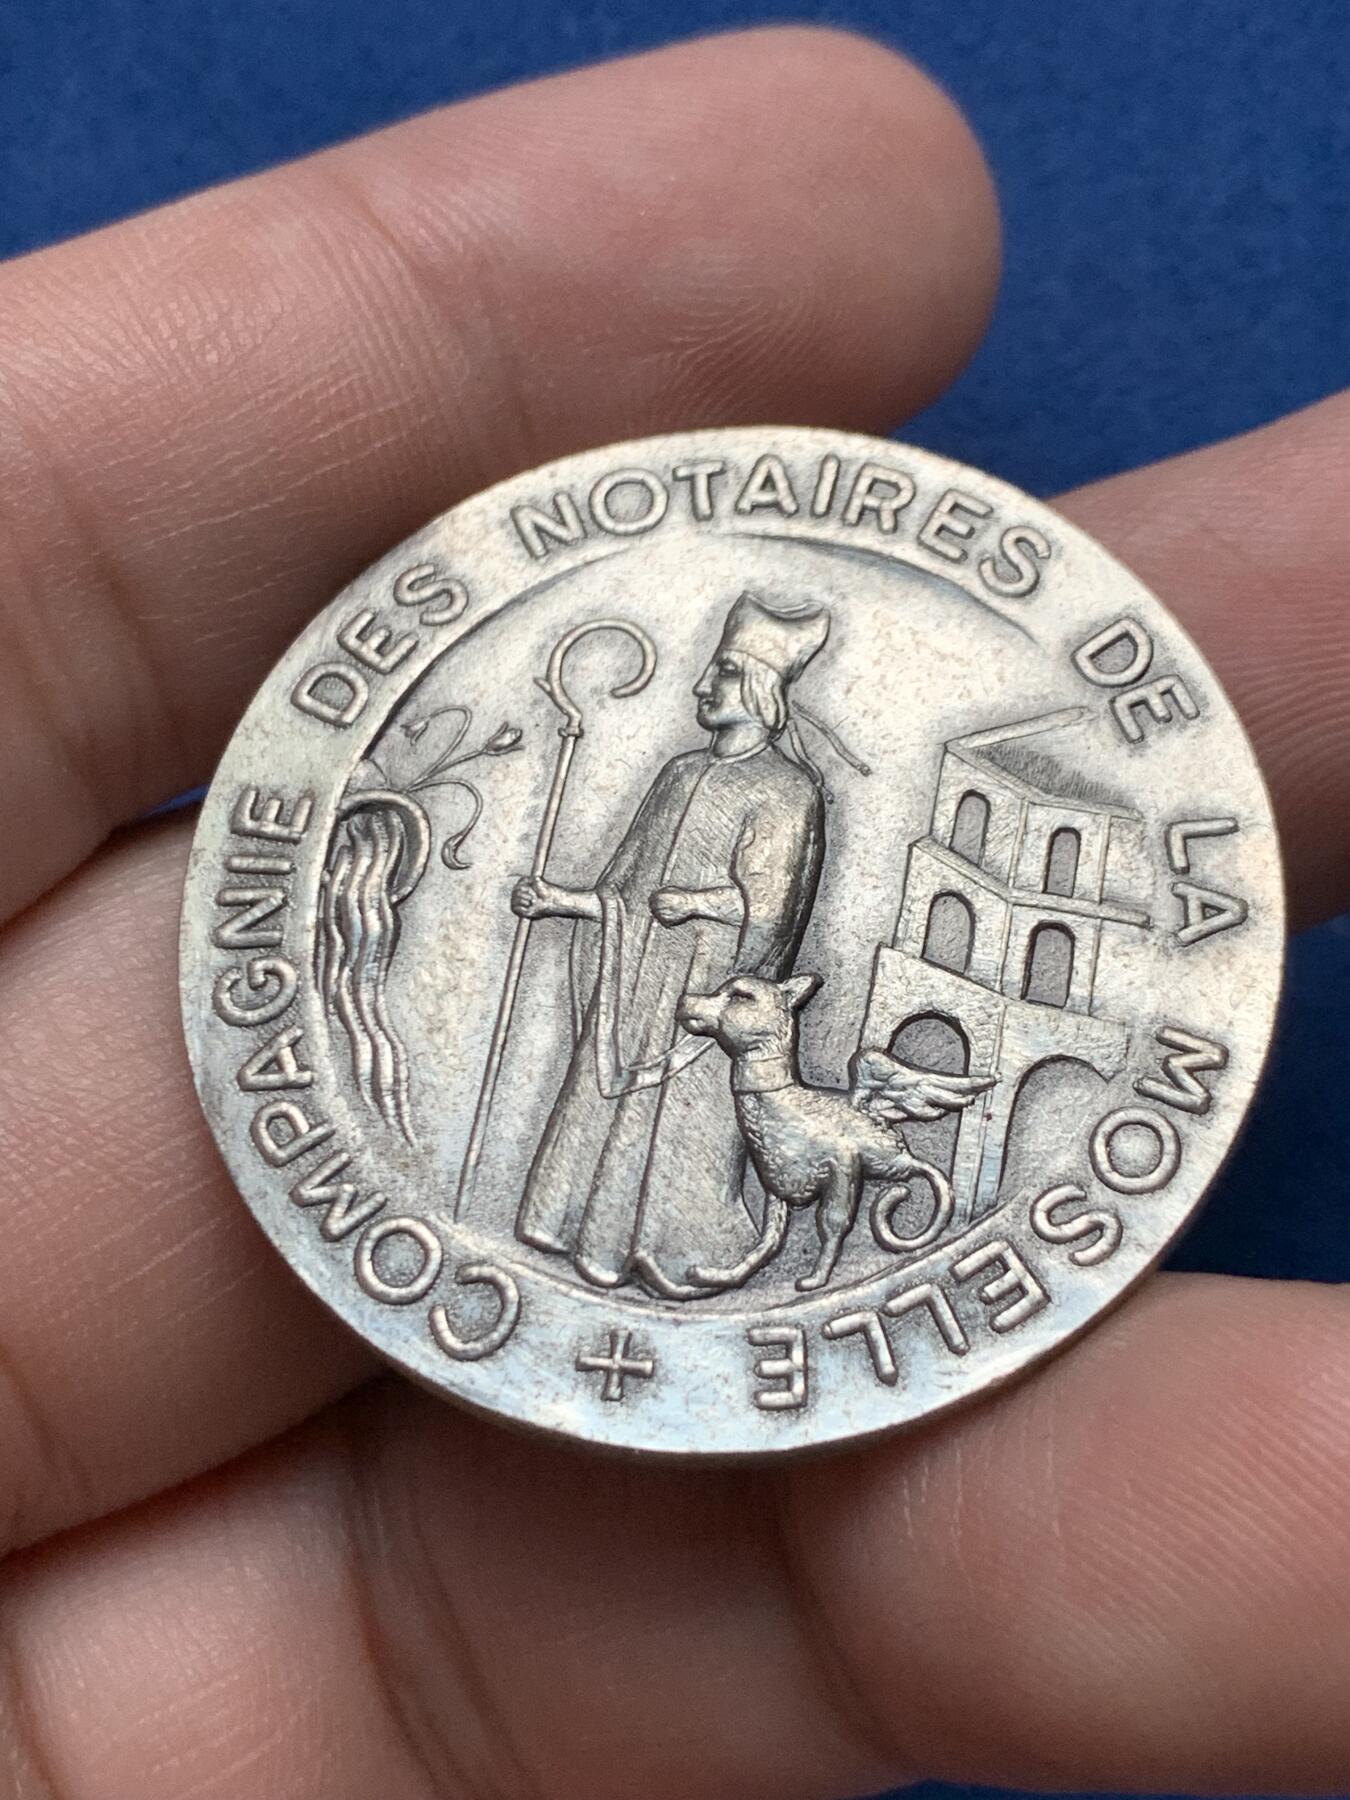 COMPAGNIE DES NOTAIRES DE LA MOSELLE +